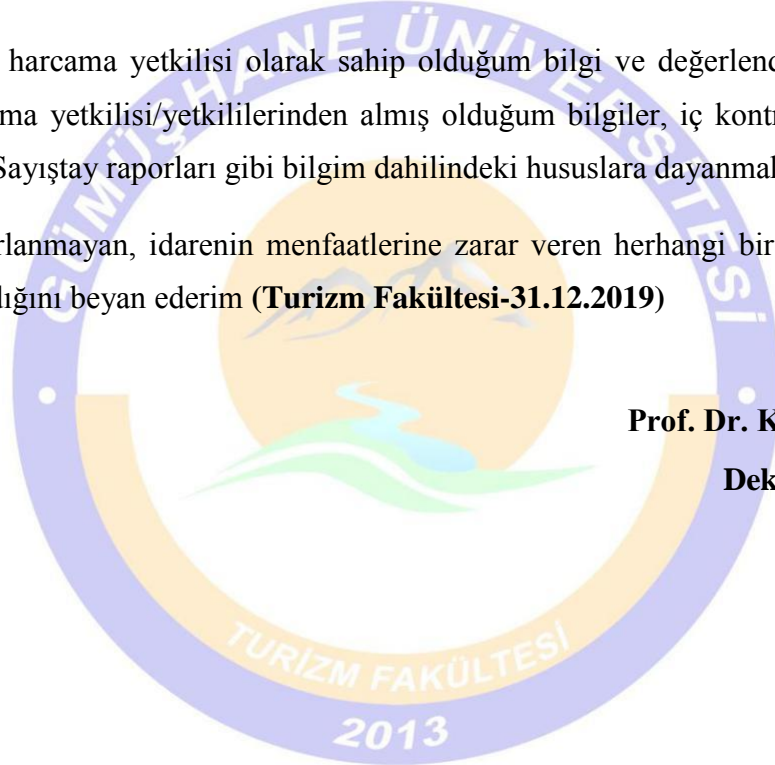 harcama yetkilisi olarak sahip olduğum bilgi ve değerlend
ma yetkilisi/yetkililerinden almış olduğum bilgiler, iç kontr
Sayıştay raporları gibi bilgim dahilindeki hususlara dayanmak
rlanmayan, idarenin menfaatlerine zarar veren herhangi bir
dığını beyan ederim (Turizm Fakültesi-31.12.2019)
Prof. Dr. K
Dek
GÜMÜŞHANE ÜNİVERSİTESİ
TURİZM FAKÜLTESİ
2013